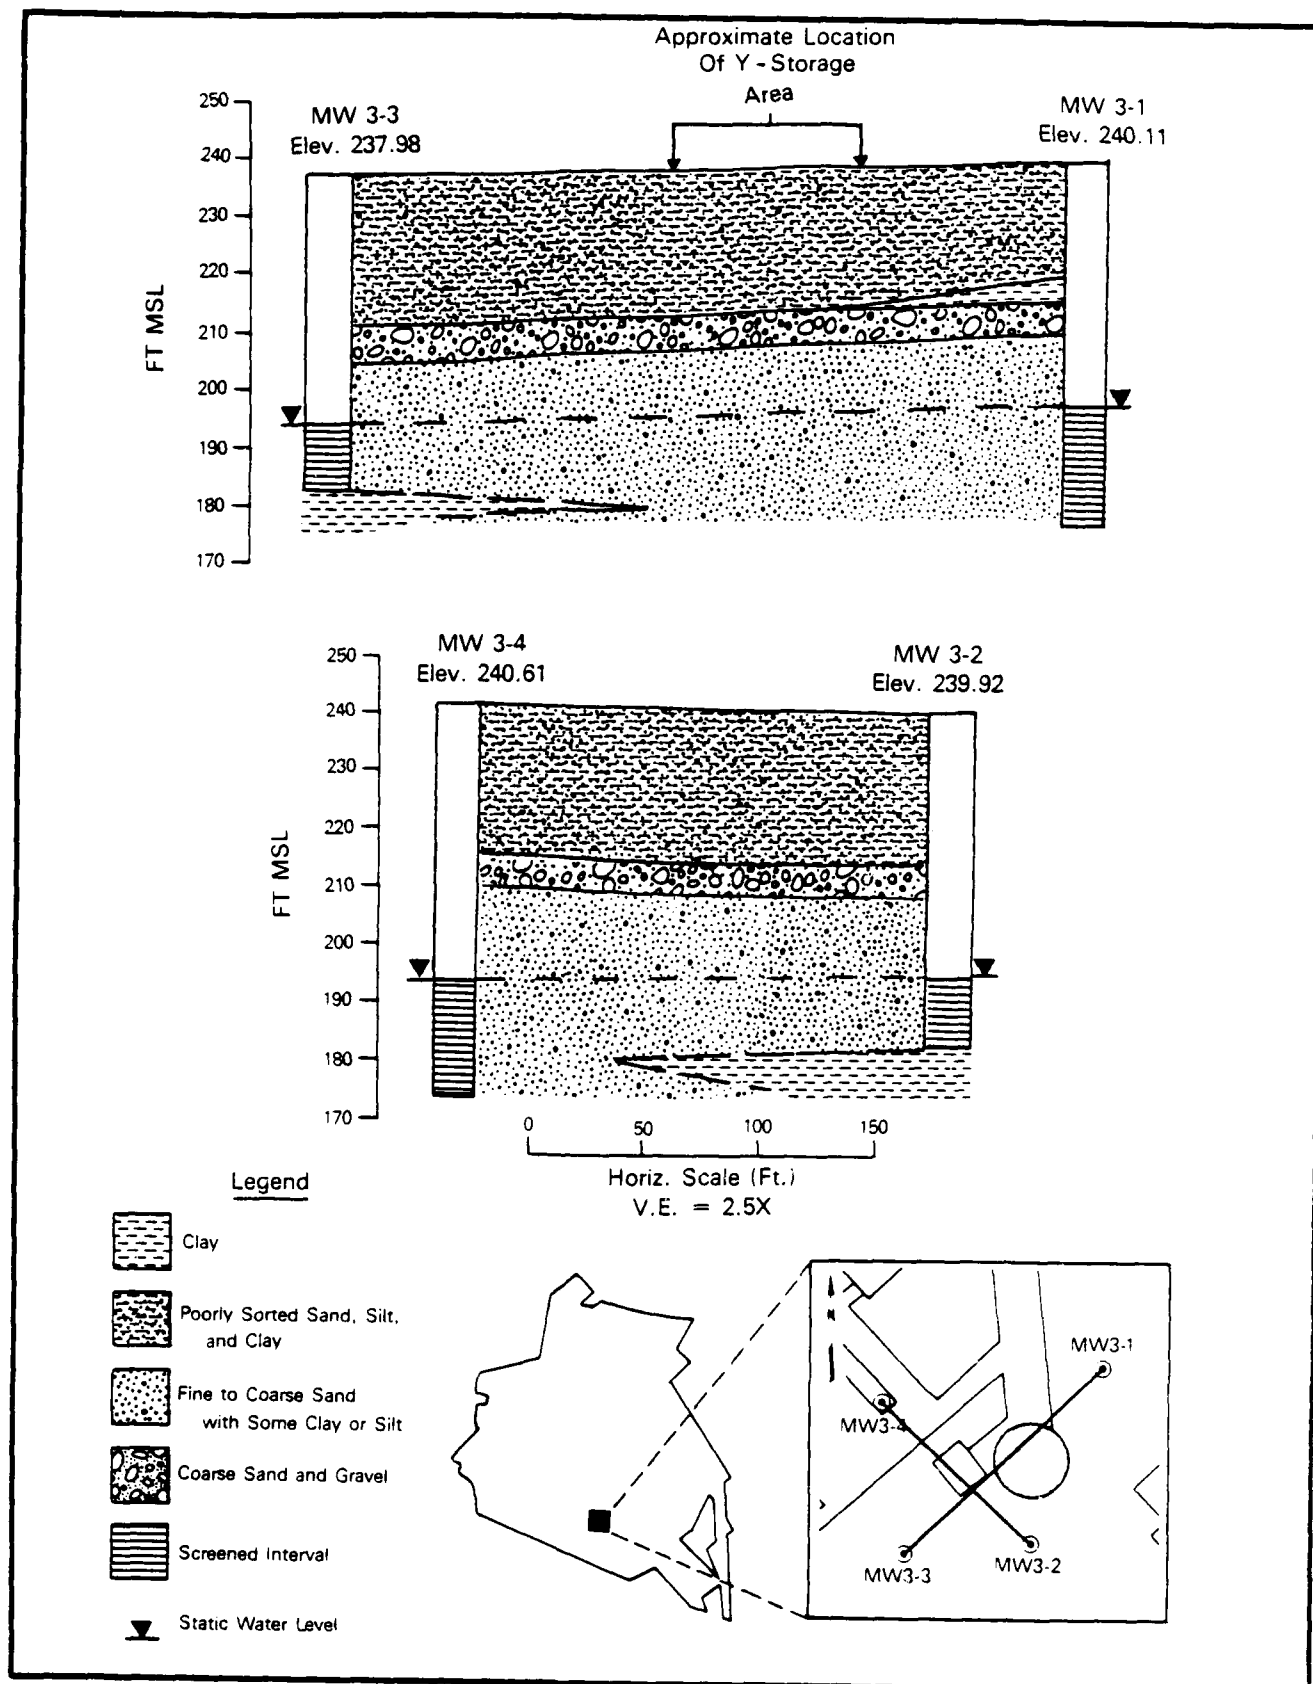 Approximate Location
Of Y-Storage
Area
MW 3-3
Elev. 237.98
MW 3-1
Elev. 240.11
250
240
230
220
210
200
190
180
170
FT MSL
MW 3-4
Elev. 240.61
MW 3-2
Elev. 239.92
250
240
230
220
210
200
190
180
170
FT MSL
0 50 100 150
Horiz. Scale (Ft.)
V.E. = 2.5X
Legend
Clay
Poorly Sorted Sand, Silt,
and Clay
Fine to Coarse Sand
with Some Clay or Silt
Coarse Sand and Gravel
Screened Interval
Static Water Level
MW3-1
MW3-4
MW3-3
MW3-2